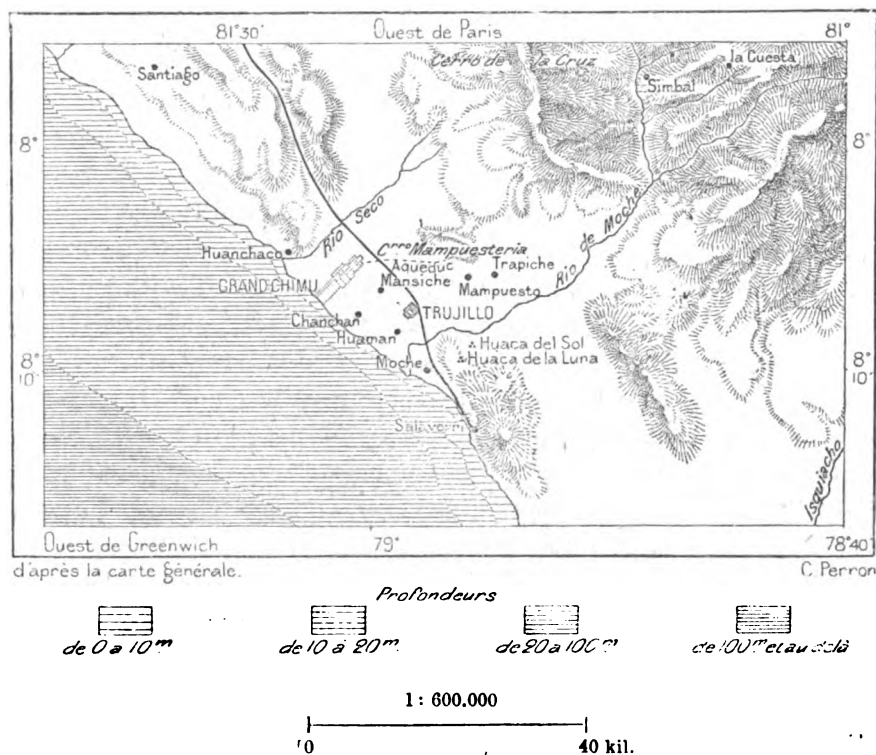 81°30'
Ouest de Paris
81°
Santiago
Cerro de la Cruz
la Cuesta
Simbal
8°
8°
Rio Seco
Rio de Moche
Huanchaco
Cerro Mampuesteria
Aqueduc
Trapiche
GRAND CHIMU
Mansiche
Mampuesto
Chanchan
TRUJILLO
Huaman
Huaca del Sol
Huaca de la Luna
8°
10'
8°
10'
Moche
Salaverri
Isquiacho
Ouest de Greenwich
79°
78°40'
d'après la carte générale.
C. Perron
Profondeurs
de 0 a 10m
de 10 à 20m
de 20 a 100m
de 100m et au delà
1: 600.000
0
40 kil.